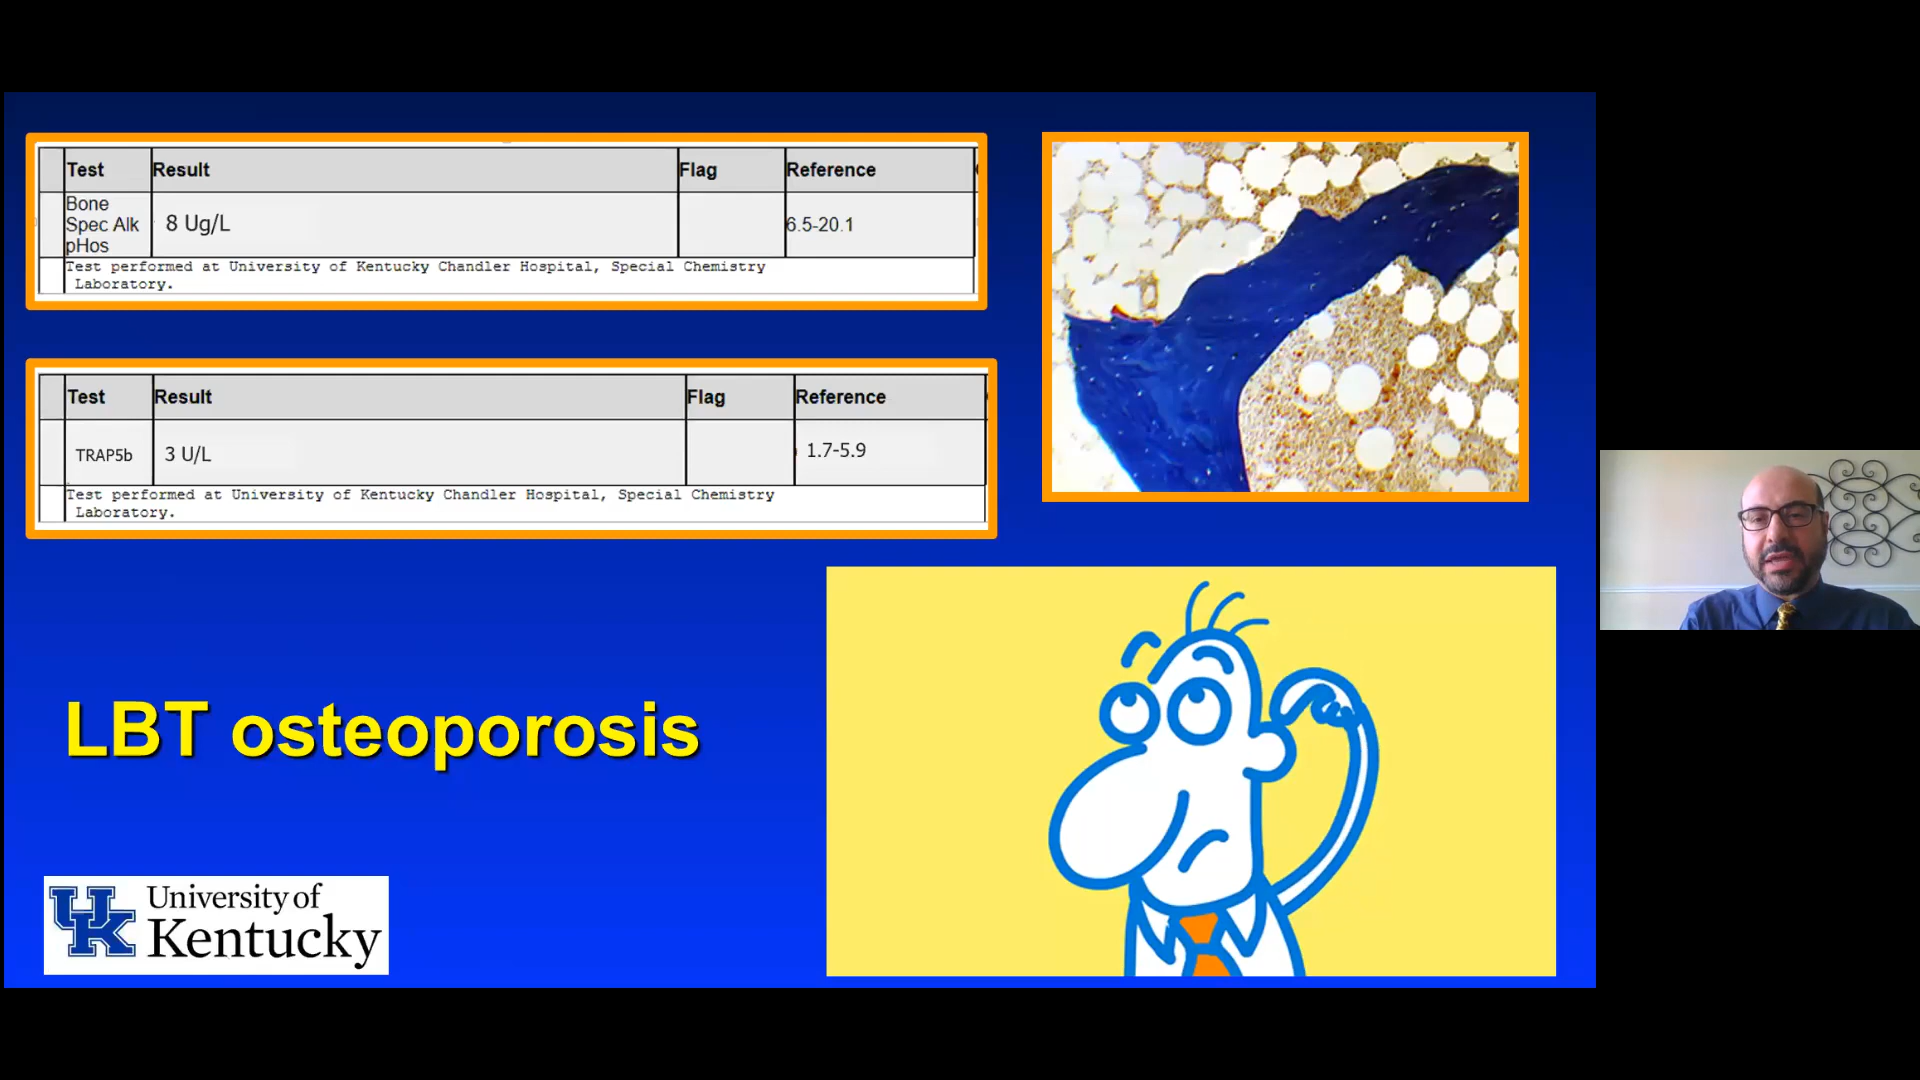 Test Result Flag Reference
Bone
Spec Alk
pHos
8 Ug/L
6.5-20.1
Test performed at University of Kentucky Chandler Hospital, Special Chemistry
Laboratory.
Test Result Flag Reference
TRAP5b 3 U/L 1.7-5.9
Test performed at University of Kentucky Chandler Hospital, Special Chemistry
Laboratory.
LBT osteoporosis
UK
University of
Kentucky